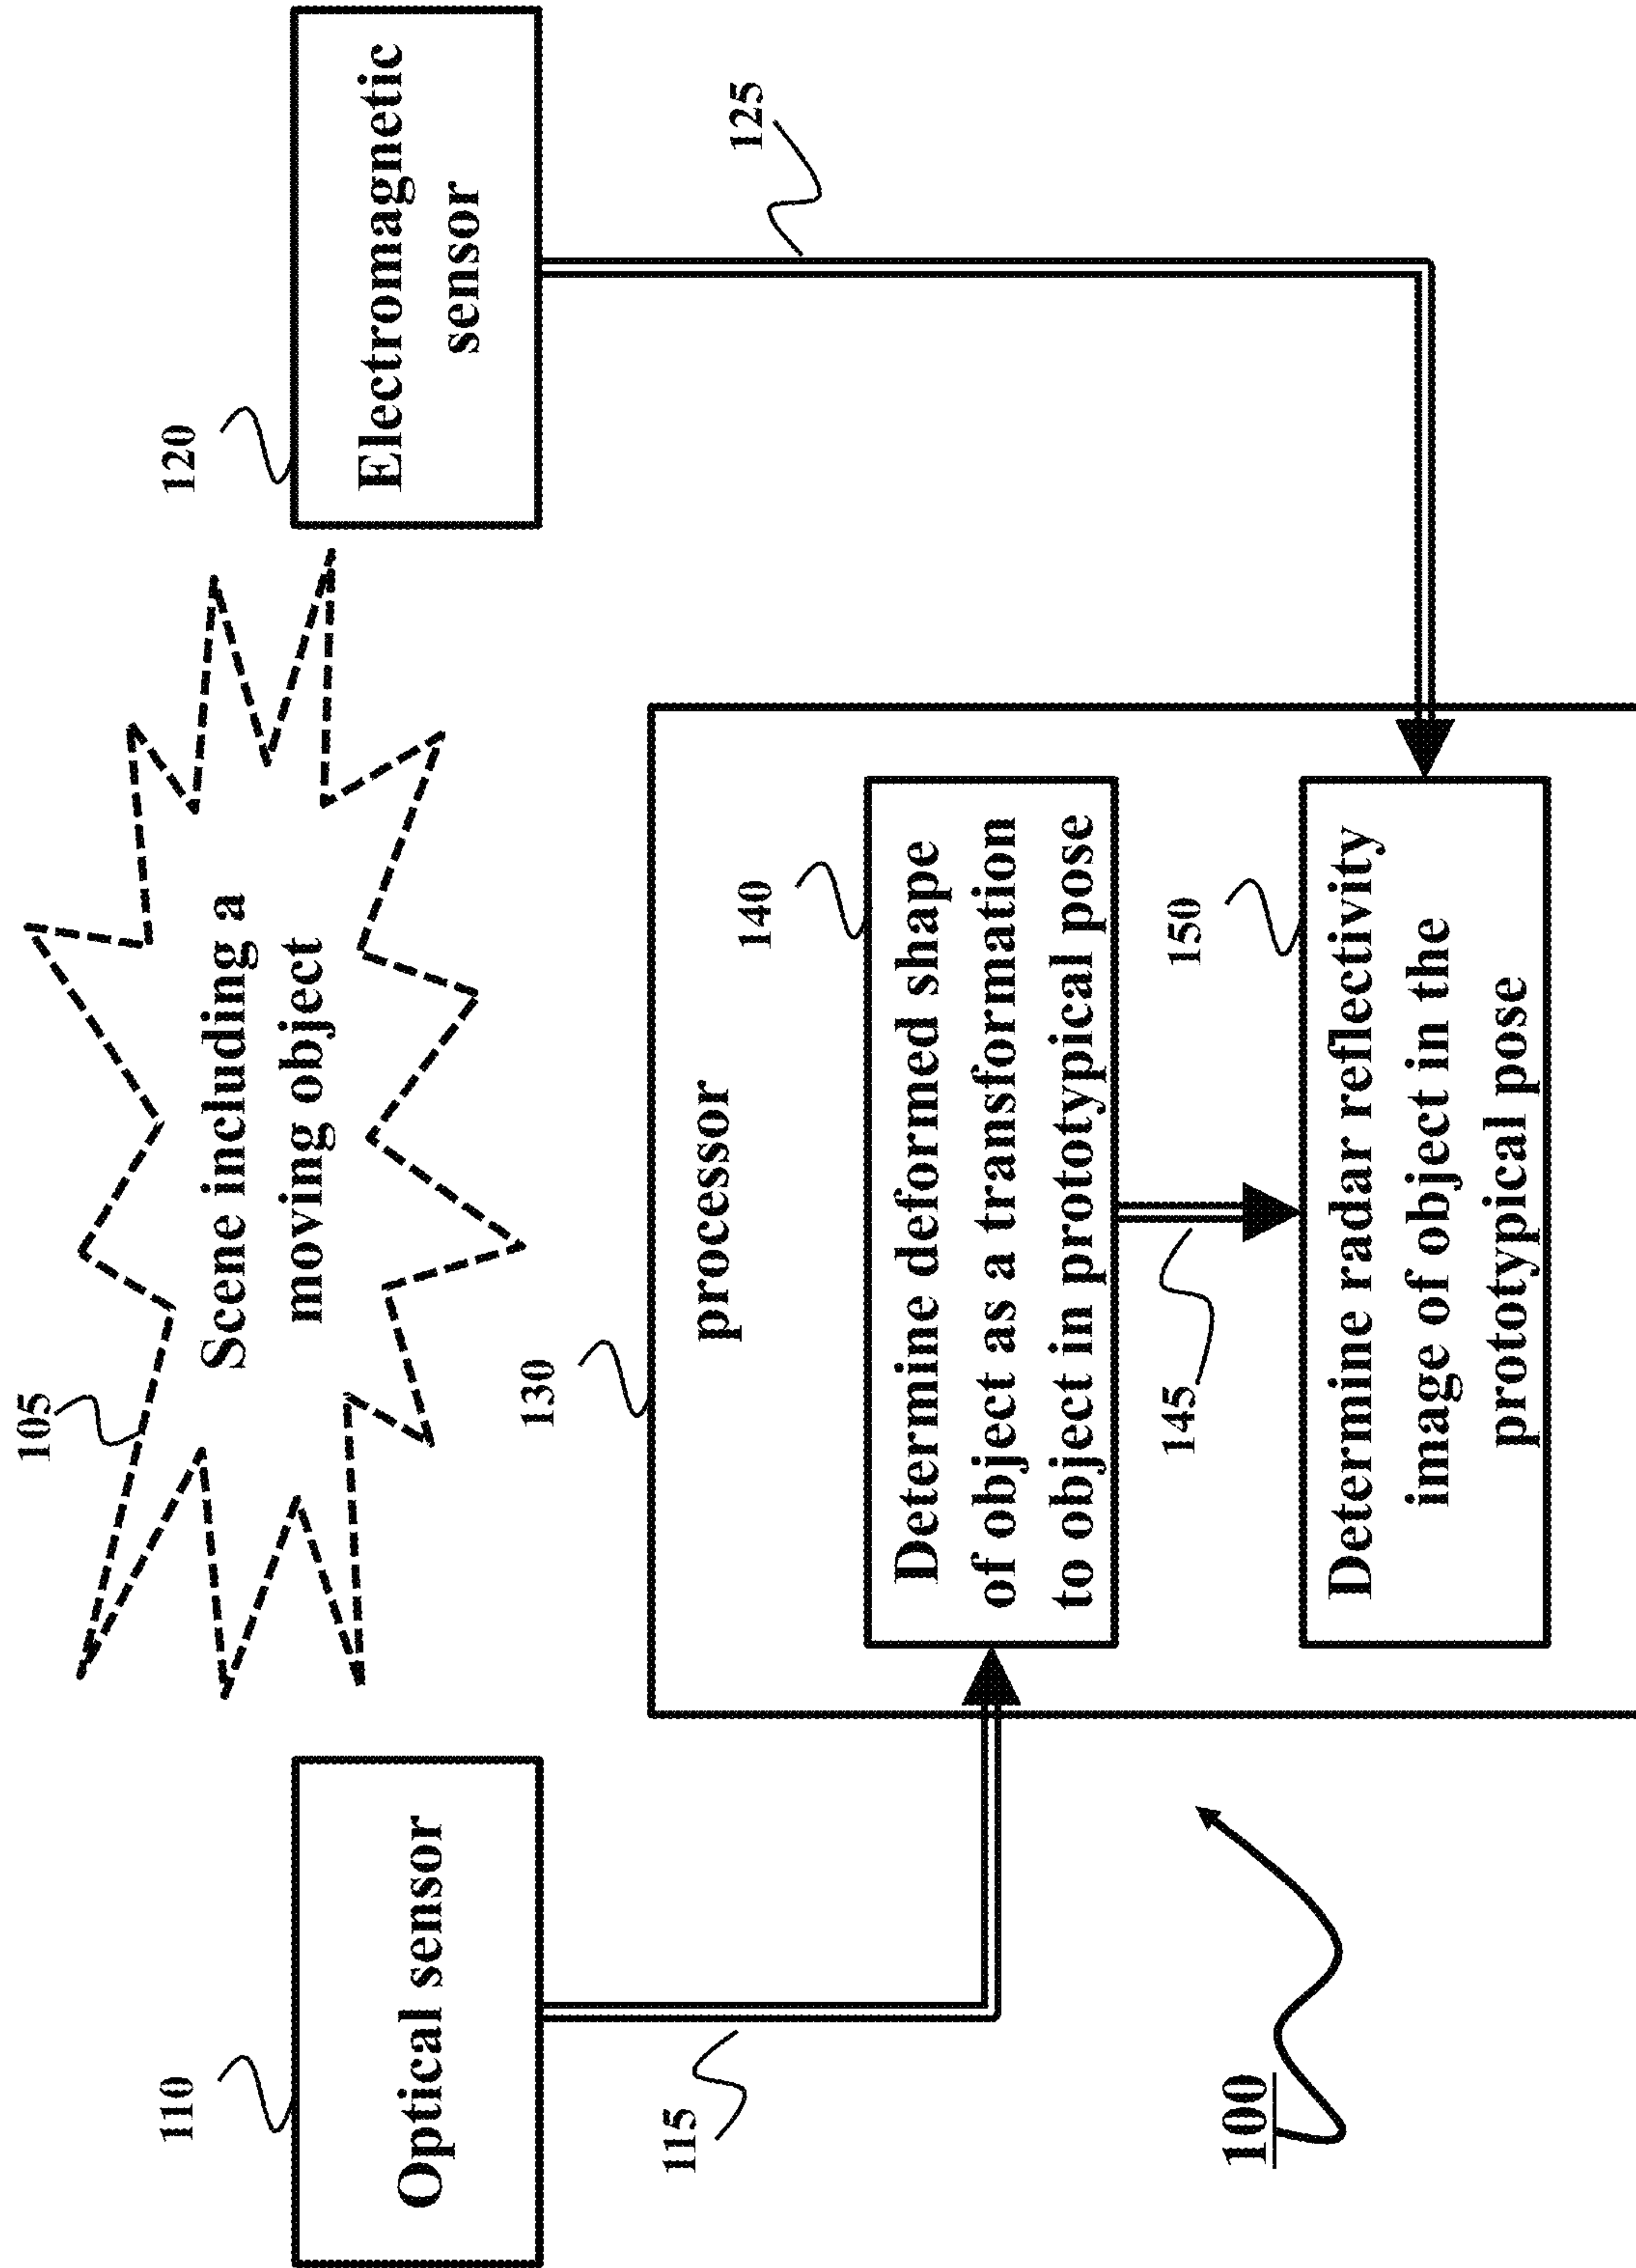 105
Scene including a
moving object
110
Optical sensor
120
Electromagnetic
sensor
115
125
130
processor
140
Determine deformed shape
of object as a transformation
to object in prototypical pose
145
150
Determine radar reflectivity
image of object in the
prototypical pose
100